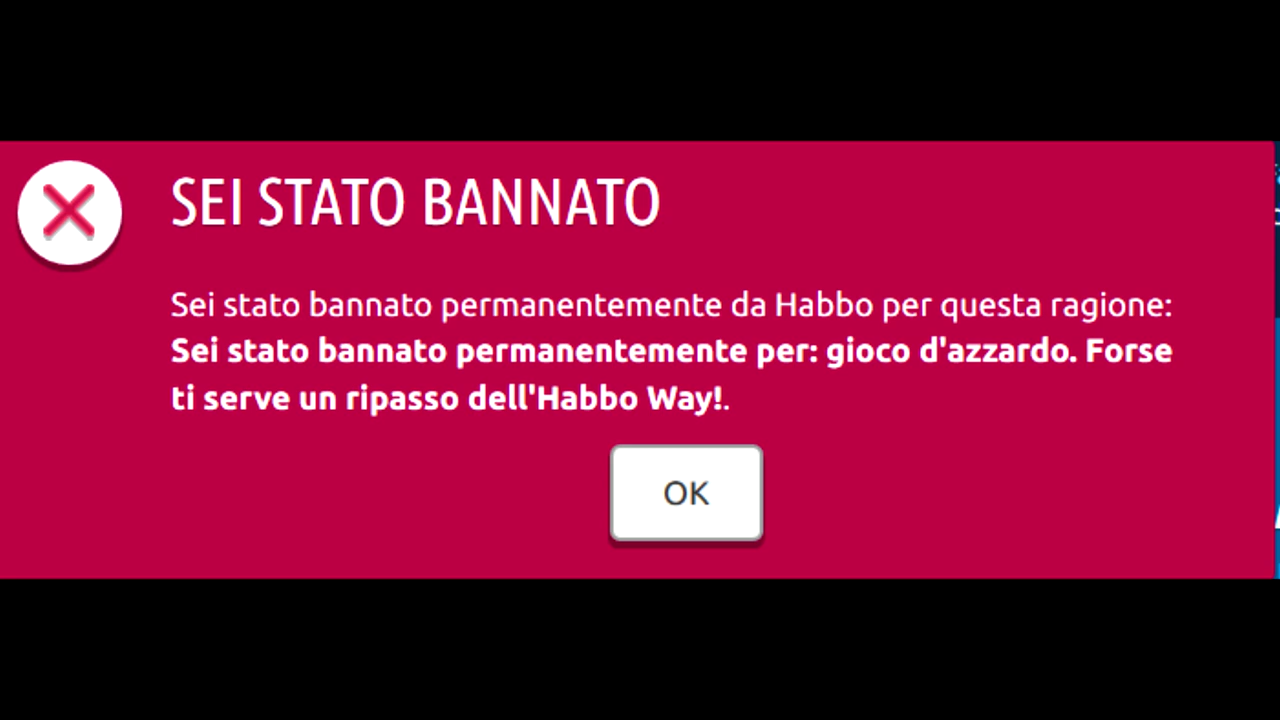 SEI STATO BANNATO
Sei stato bannato permanentemente da Habbo per questa ragione:
Sei stato bannato permanentemente per: gioco d'azzardo. Forse
ti serve un ripasso dell'Habbo Way!.
OK